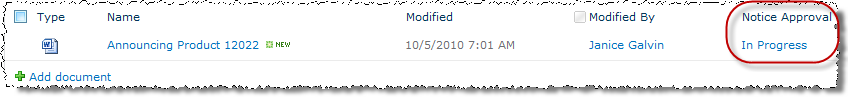 Type Name Modified Modified By Notice Approval
Announcing Product 12022 NEW 10/5/2010 7:01 AM Janice Galvin In Progress
Add document